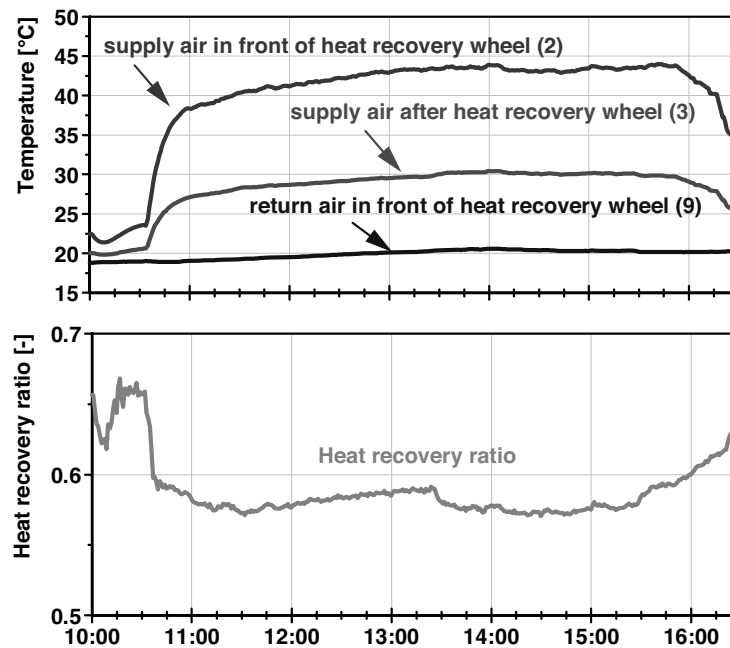 Temperature [°C]
50
45
40
35
30
25
20
15
supply air in front of heat recovery wheel (2)
supply air after heat recovery wheel (3)
return air in front of heat recovery wheel (9)
Heat recovery ratio [-]
0.7
0.6
0.5
Heat recovery ratio
10:00 11:00 12:00 13:00 14:00 15:00 16:00